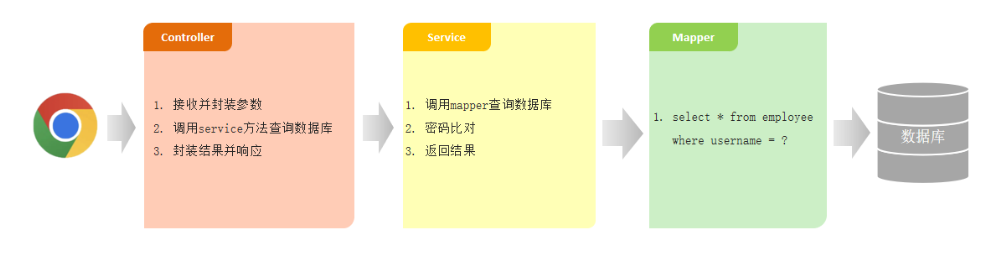 Controller
1. 接收并封装参数
2. 调用service方法查询数据库
3. 封装结果并响应
Service
1. 调用mapper查询数据库
2. 密码比对
3. 返回结果
Mapper
1. select * from employee
where username = ?
数据库